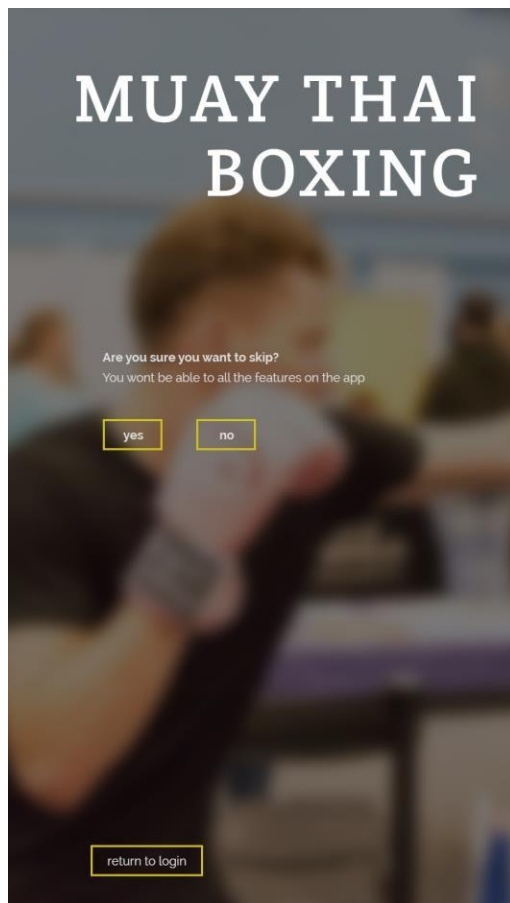 MUAY THAI
BOXING
Are you sure you want to skip?
You wont be able to all the features on the app
yes no
return to login